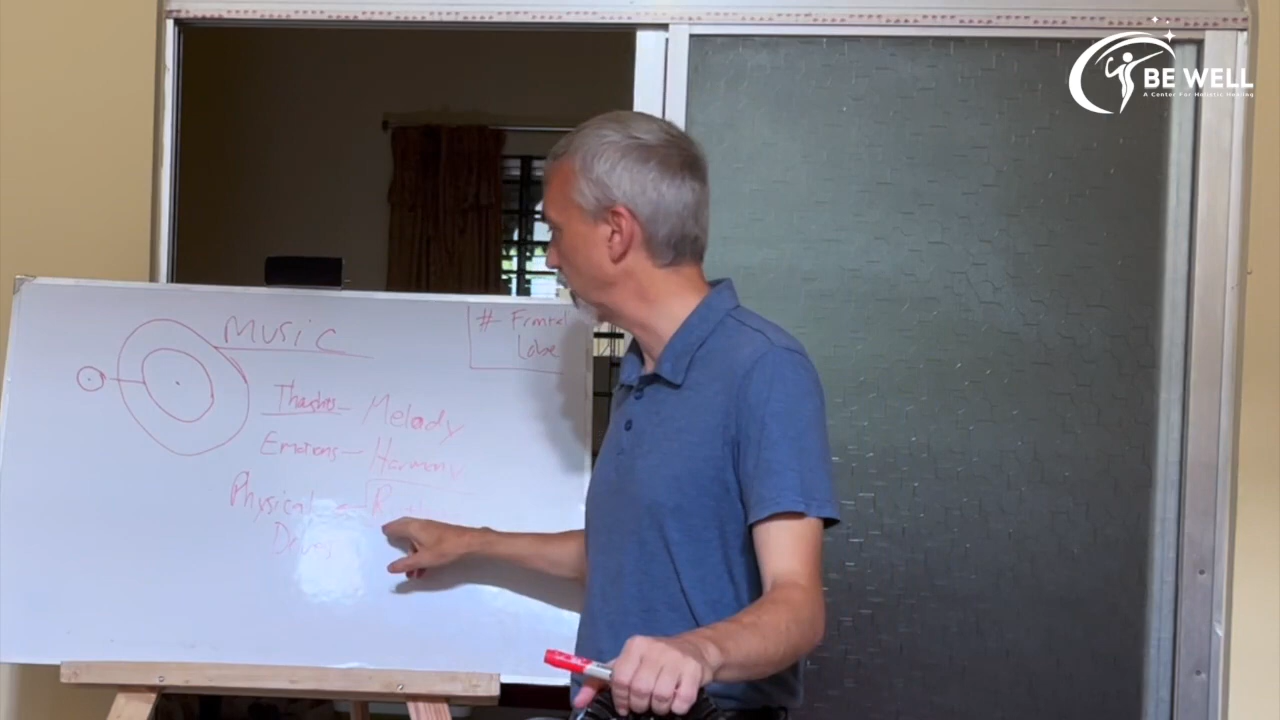 BE WELL
A Center For Holistic Healing
Music
# Frontal
Lobe
Thoughts - Melody
Emotions - Harmony
Physical -